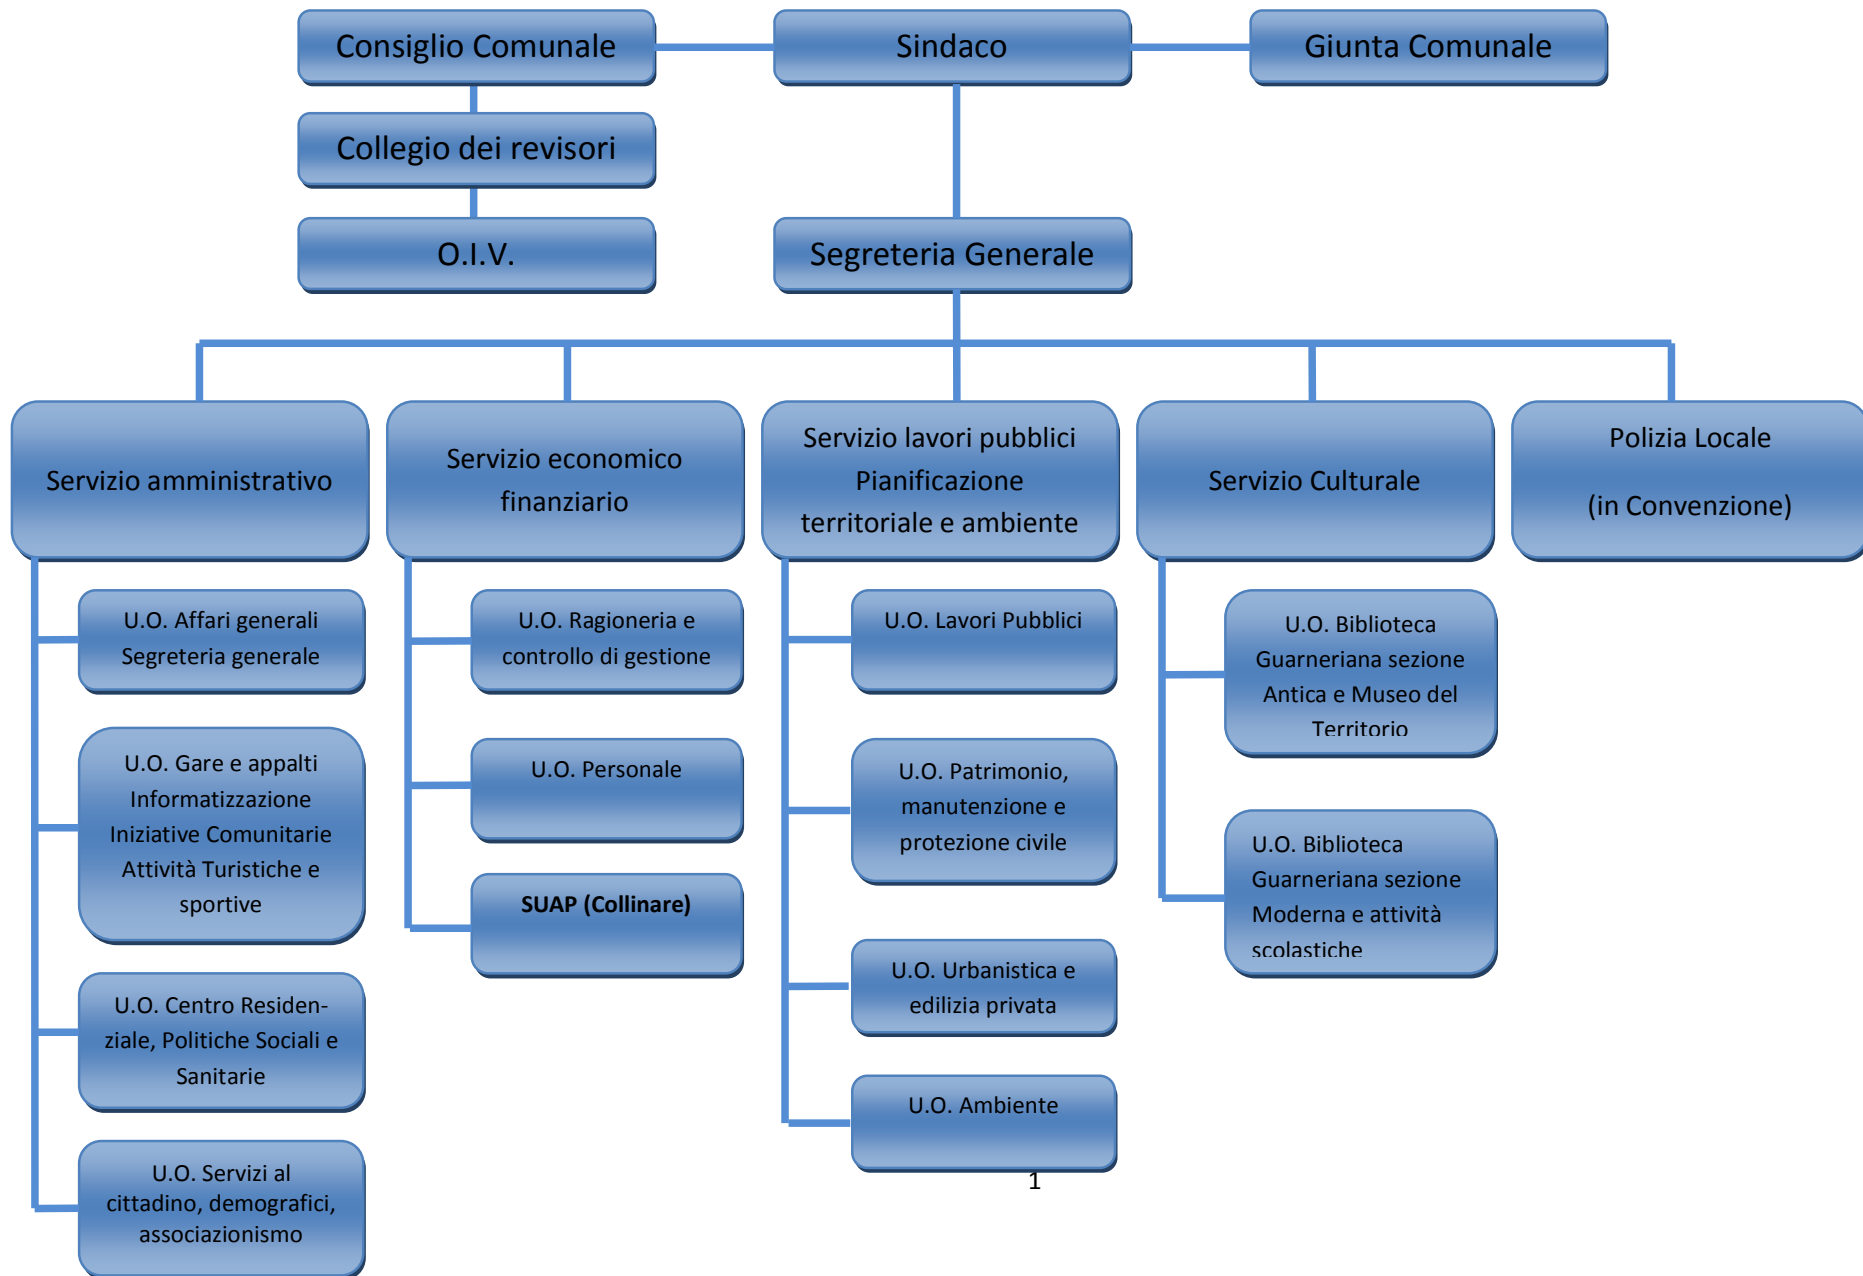 Consiglio Comunale
Sindaco
Giunta Comunale
Collegio dei revisori
O.I.V.
Segreteria Generale
Servizio amministrativo
Servizio economico
finanziario
Servizio lavori pubblici
Pianificazione
territoriale e ambiente
Servizio Culturale
Polizia Locale
(in Convenzione)
U.O. Affari generali
Segreteria generale
U.O. Gare e appalti
Informatizzazione
Iniziative Comunitarie
Attività Turistiche e
sportive
U.O. Centro Residen-
ziale, Politiche Sociali e
Sanitarie
U.O. Servizi al
cittadino, demografici,
associazionismo
U.O. Ragioneria e
controllo di gestione
U.O. Personale
SUAP (Collinare)
U.O. Lavori Pubblici
U.O. Patrimonio,
manutenzione e
protezione civile
U.O. Urbanistica e
edilizia privata
U.O. Ambiente
U.O. Biblioteca
Guarneriana sezione
Antica e Museo del
Territorio
U.O. Biblioteca
Guarneriana sezione
Moderna e attività
scolastiche
1